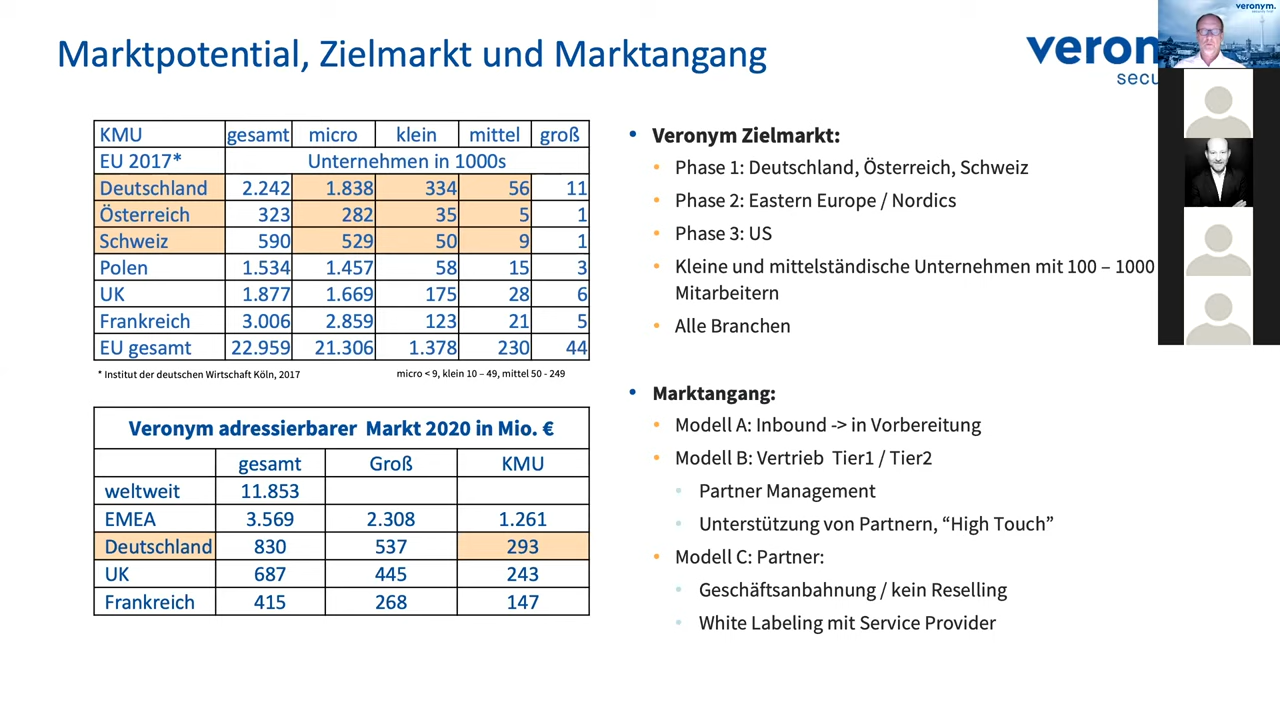 Marktpotential, Zielmarkt und Marktangang
veronym.
KMU gesamt micro klein mittel groß
EU 2017* Unternehmen in 1000s
Deutschland 2.242 1.838 334 56 11
Österreich 323 282 35 5 1
Schweiz 590 529 50 9 1
Polen 1.534 1.457 58 15 3
UK 1.877 1.669 175 28 6
Frankreich 3.006 2.859 123 21 5
EU gesamt 22.959 21.306 1.378 230 44
* Institut der deutschen Wirtschaft Köln, 2017 micro < 9, klein 10 – 49, mittel 50 - 249
Veronym adressierbarer Markt 2020 in Mio. €
gesamt Groß KMU
weltweit 11.853
EMEA 3.569 2.308 1.261
Deutschland 830 537 293
UK 687 445 243
Frankreich 415 268 147
• Veronym Zielmarkt:
• Phase 1: Deutschland, Österreich, Schweiz
• Phase 2: Eastern Europe / Nordics
• Phase 3: US
• Kleine und mittelständische Unternehmen mit 100 – 1000
Mitarbeitern
• Alle Branchen
• Marktangang:
• Modell A: Inbound -> in Vorbereitung
• Modell B: Vertrieb Tier1 / Tier2
• Partner Management
• Unterstützung von Partnern, “High Touch”
• Modell C: Partner:
• Geschäftsanbahnung / kein Reselling
• White Labeling mit Service Provider